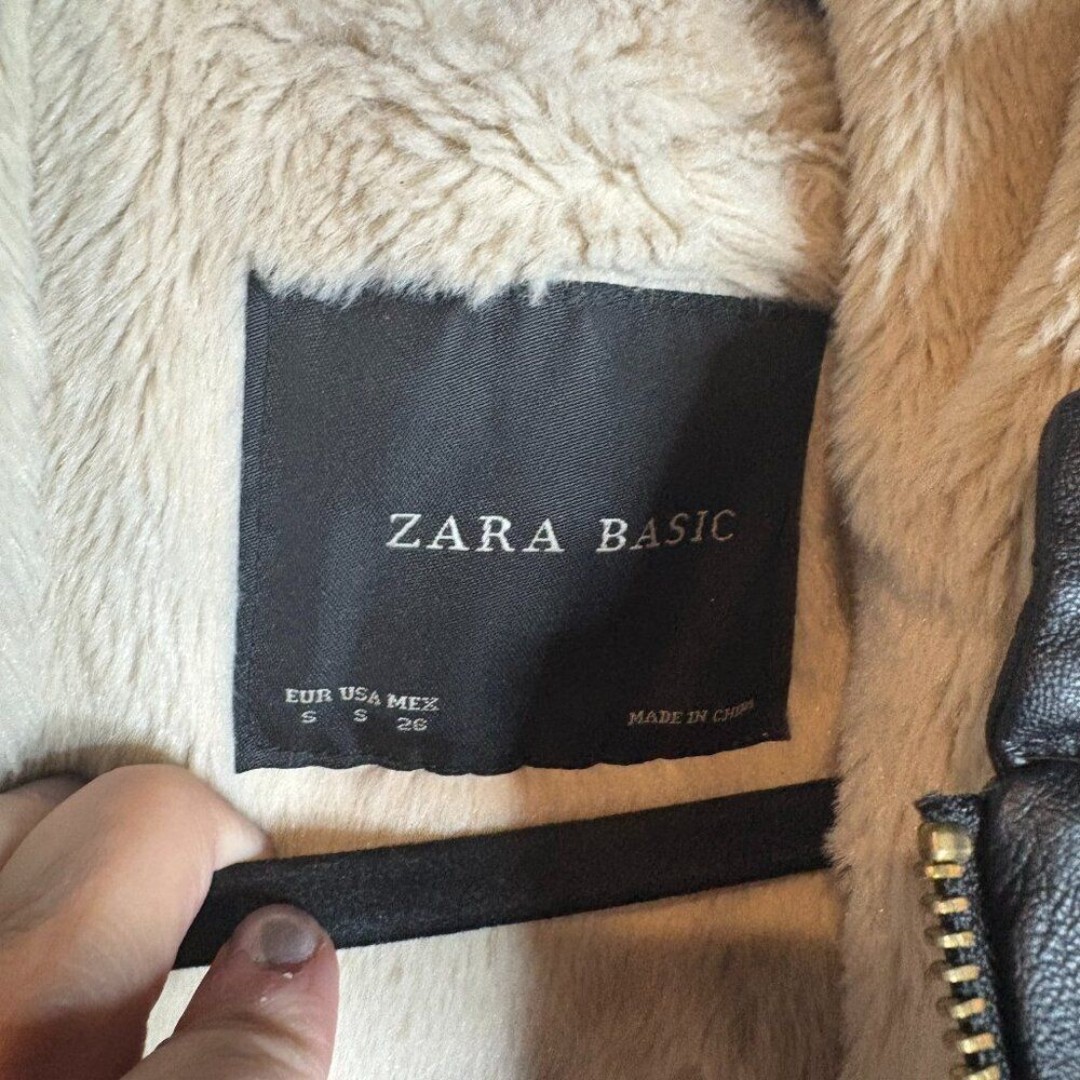 ZARA BASIC
EUR USA MEX
S S 26
MADE IN CHINA